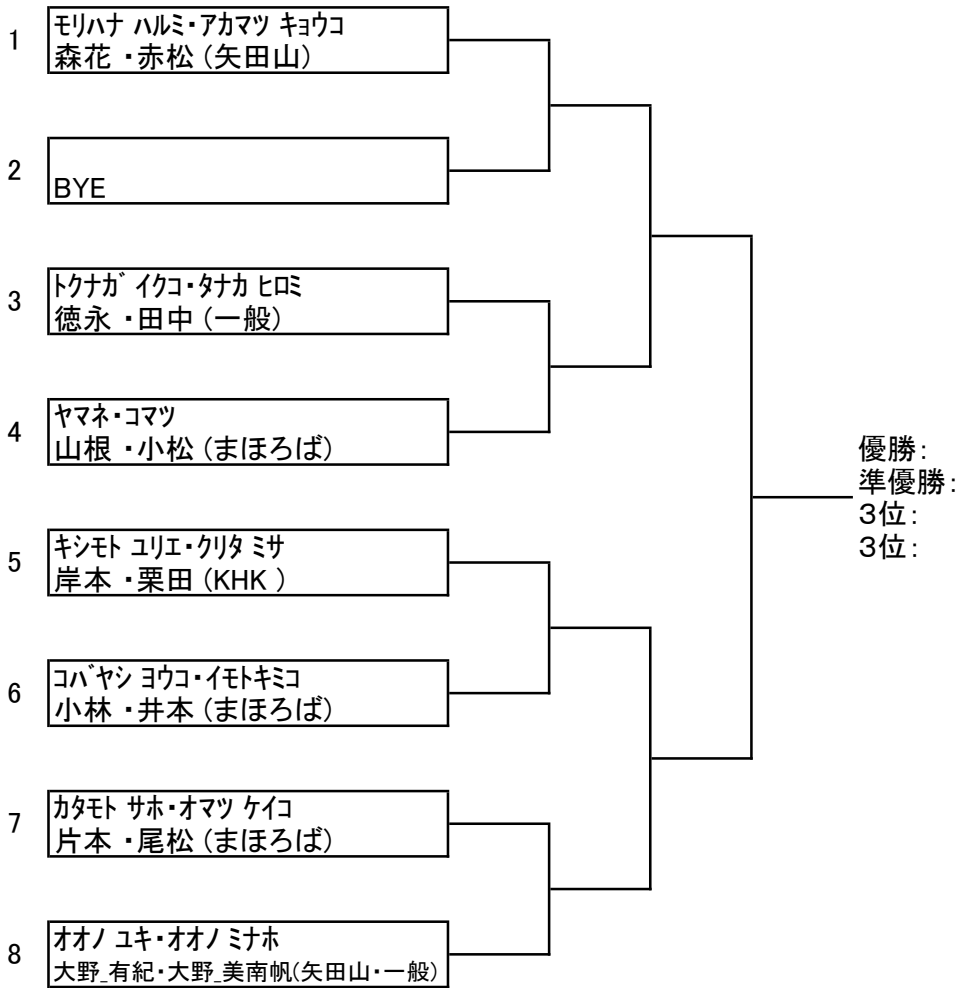 1
モリハナ ハルミ・アカマツ キョウコ
森花 ・赤松 (矢田山)
2
BYE
3
トクナガ イクコ・タナカ ヒロミ
徳永 ・田中 (一般)
4
ヤマネ・コマツ
山根 ・小松 (まほろば)
5
キシモト ユリエ・クリタ ミサ
岸本 ・栗田 (KHK )
6
コバヤシ ヨウコ・イモトキミコ
小林 ・井本 (まほろば)
7
カタモト サホ・オマツ ケイコ
片本 ・尾松 (まほろば)
8
オオノ ユキ・オオノ ミナホ
大野_有紀・大野_美南帆(矢田山・一般)
優勝:
準優勝:
3位:
3位: